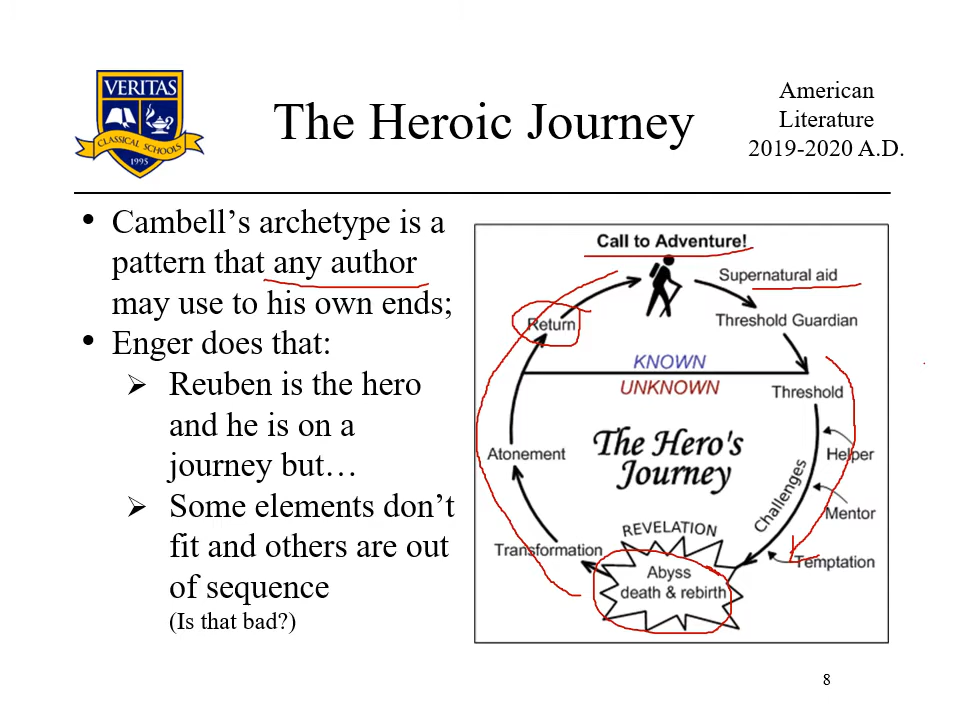 VERITAS
CLASSICAL SCHOOLS
1995
The Heroic Journey
American
Literature
2019-2020 A.D.
• Cambell’s archetype is a
pattern that any author
may use to his own ends;
• Enger does that:
➢ Reuben is the hero
and he is on a
journey but…
➢ Some elements don’t
fit and others are out
of sequence
(Is that bad?)
Call to Adventure!
Supernatural aid
Threshold Guardian
Return
KNOWN
UNKNOWN
Threshold
The Hero's
Journey
Helper
Mentor
Temptation
Challenges
REVELATION
Abyss
death & rebirth
Transformation
Atonement
8